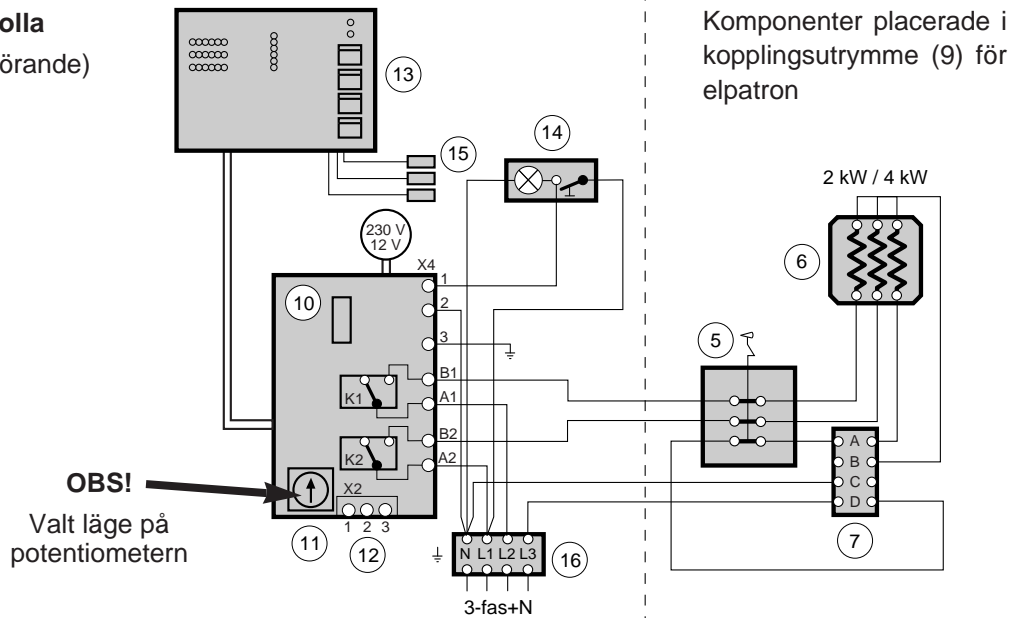 olla
örande)
Komponenter placerade i
kopplingsutrymme (9) för
elpatron
13
15
14
2 kW / 4 kW
6
230 V
12 V
X4
10
1
2
3
5
B1
K1
A1
B2
K2
A2
A
B
C
D
7
OBS!
Valt läge på
potentiometern
X2
1 2 3
11
12
N L1 L2 L3
16
3-fas+N